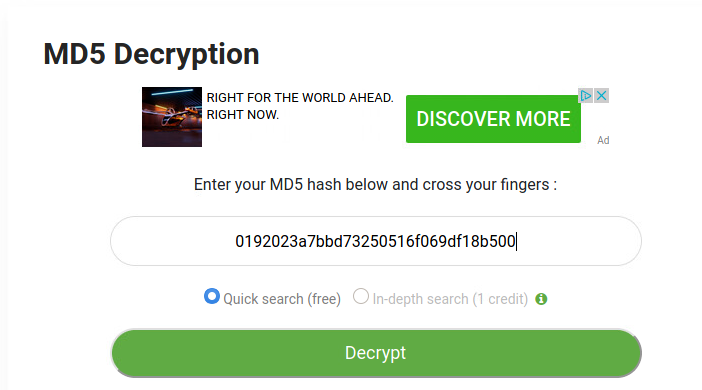 MD5 Decryption
RIGHT FOR THE WORLD AHEAD.
RIGHT NOW.
DISCOVER MORE
Ad
Enter your MD5 hash below and cross your fingers :
0192023a7bbd73250516f069df18b500
Quick search (free) In-depth search (1 credit)
Decrypt